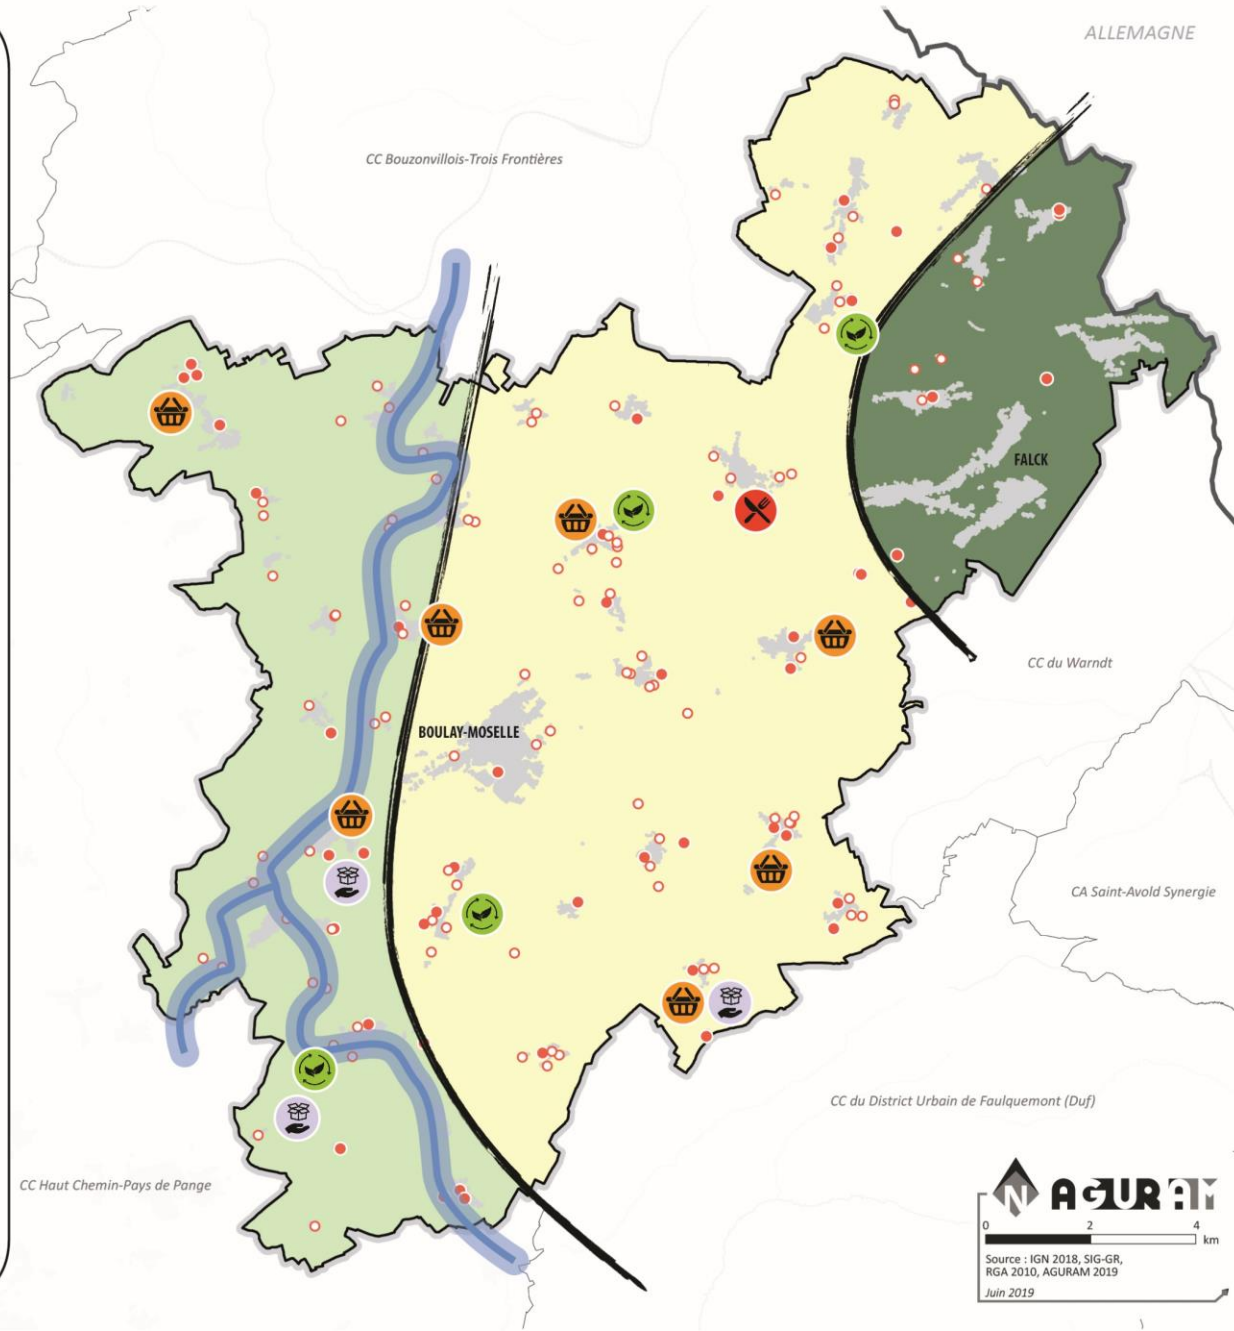 ALLEMAGNE
CC Bouzonvillois-Trois Frontières
FALCK
CC du Warndt
BOULAY-MOSELLE
CA Saint-Avold Synergie
CC du District Urbain de Faulquemont (Duf)
CC Haut Chemin-Pays de Pange
N AGURAM
0 2 4
km
Source : IGN 2018, SIG-GR,
RGA 2010, AGURAM 2019
Juin 2019